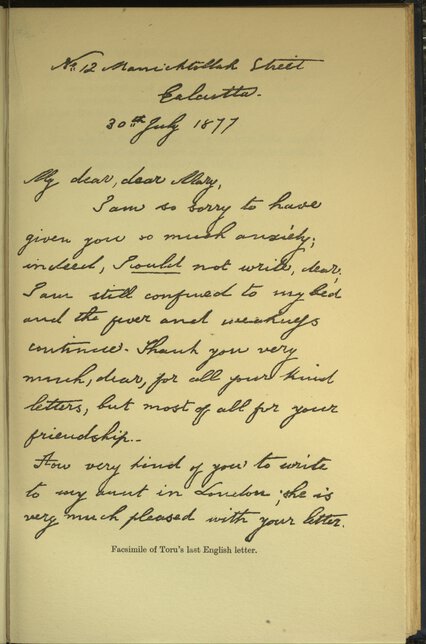 No. 12 Manicktollah Street
Calcutta.
30th July 1877
My dear, dear Mary,
I am so sorry to have
given you so much anxiety;
indeed, I could not write, dear;
I am still confined to my bed
and the fever and weakness
continue. Thank you very
much, dear, for all your kind
letters, but most of all for your
friendship.
How very kind of you to write
to my aunt in London; she is
very much pleased with your letter.
Facsimile of Toru's last English letter.